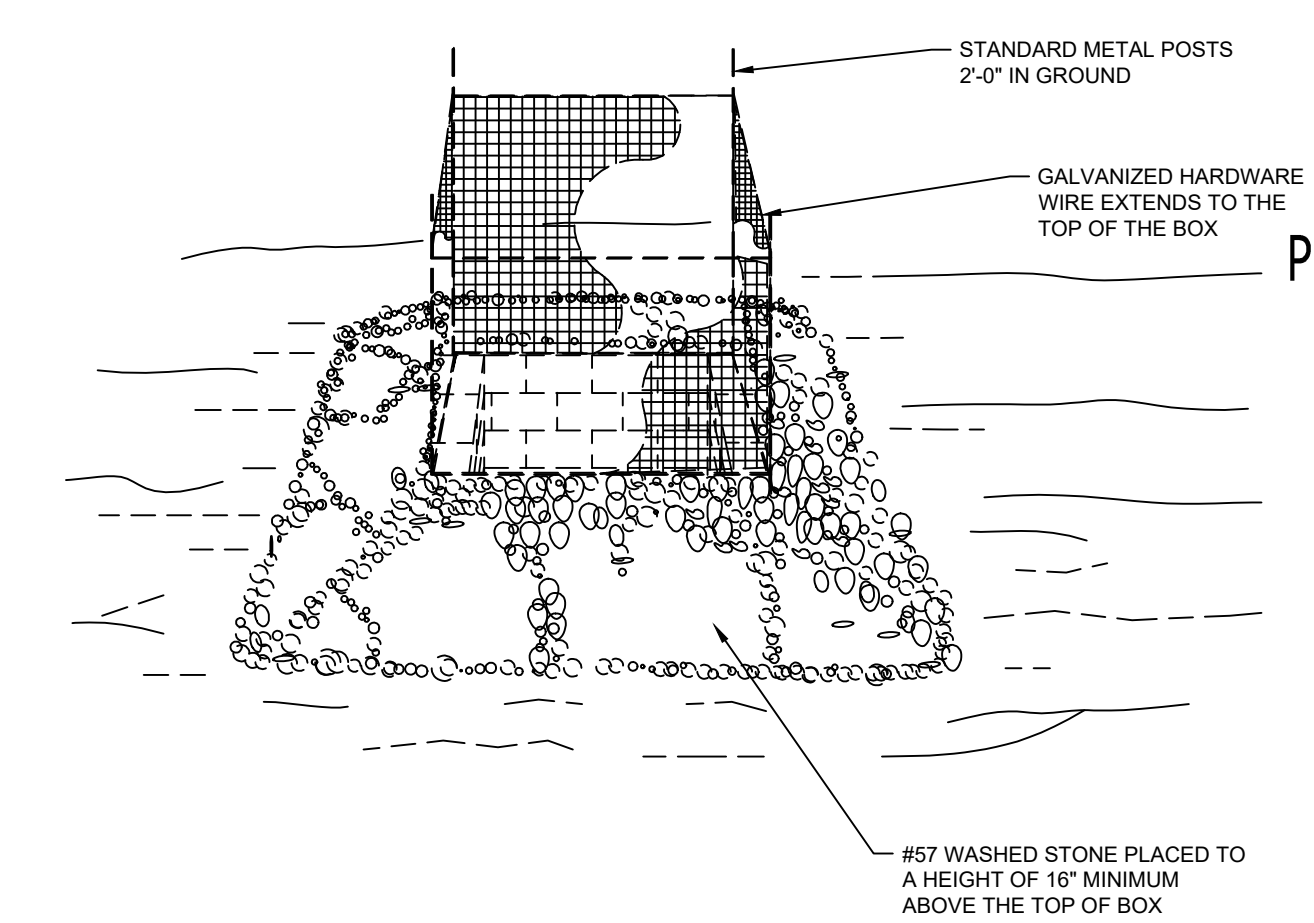 STANDARD METAL POSTS
2'-0" IN GROUND
GALVANIZED HARDWARE
WIRE EXTENDS TO THE
TOP OF THE BOX
P
#57 WASHED STONE PLACED TO
A HEIGHT OF 16" MINIMUM
ABOVE THE TOP OF BOX